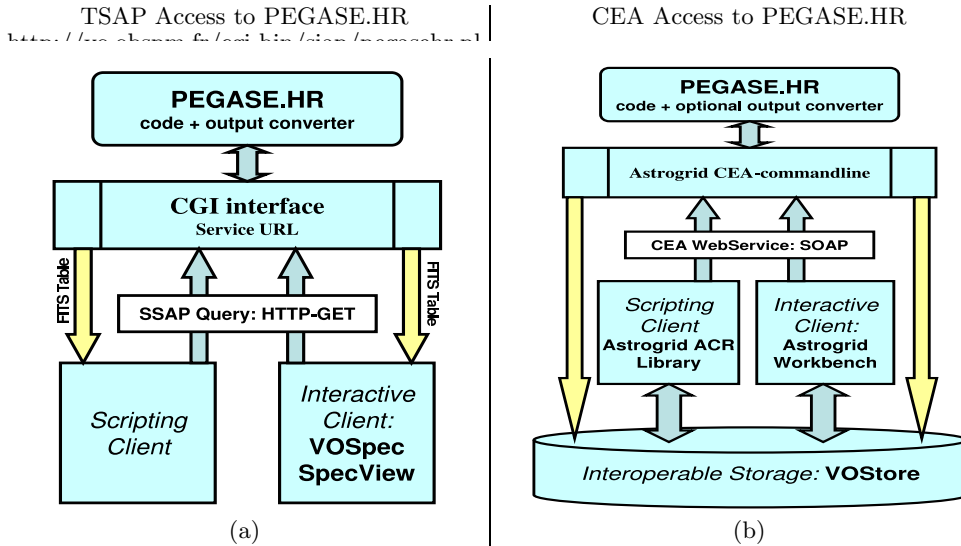 TSAP Access to PEGASE.HR
PEGASE.HR
code + output converter
CGI interface
Service URL
FITS Table
FITS Table
SSAP Query: HTTP-GET
Scripting
Client
Interactive
Client:
VOSpec
SpecView
(a)
CEA Access to PEGASE.HR
PEGASE.HR
code + optional output converter
Astrogrid CEA-commandline
CEA WebService: SOAP
Scripting
Client
Astrogrid ACR
Library
Interactive
Client:
Astrogrid
Workbench
Interoperable Storage: VOStore
(b)